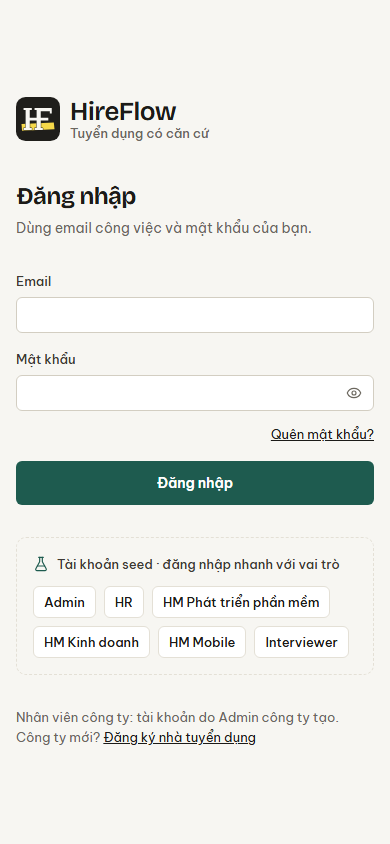 HF
HireFlow
Tuyển dụng có căn cứ
Đăng nhập
Dùng email công việc và mật khẩu của bạn.
Email
Mật khẩu
Quên mật khẩu?
Đăng nhập
Tài khoản seed · đăng nhập nhanh với vai trò
Admin HR HM Phát triển phần mềm
HM Kinh doanh HM Mobile Interviewer
Nhân viên công ty: tài khoản do Admin công ty tạo.
Công ty mới? Đăng ký nhà tuyển dụng